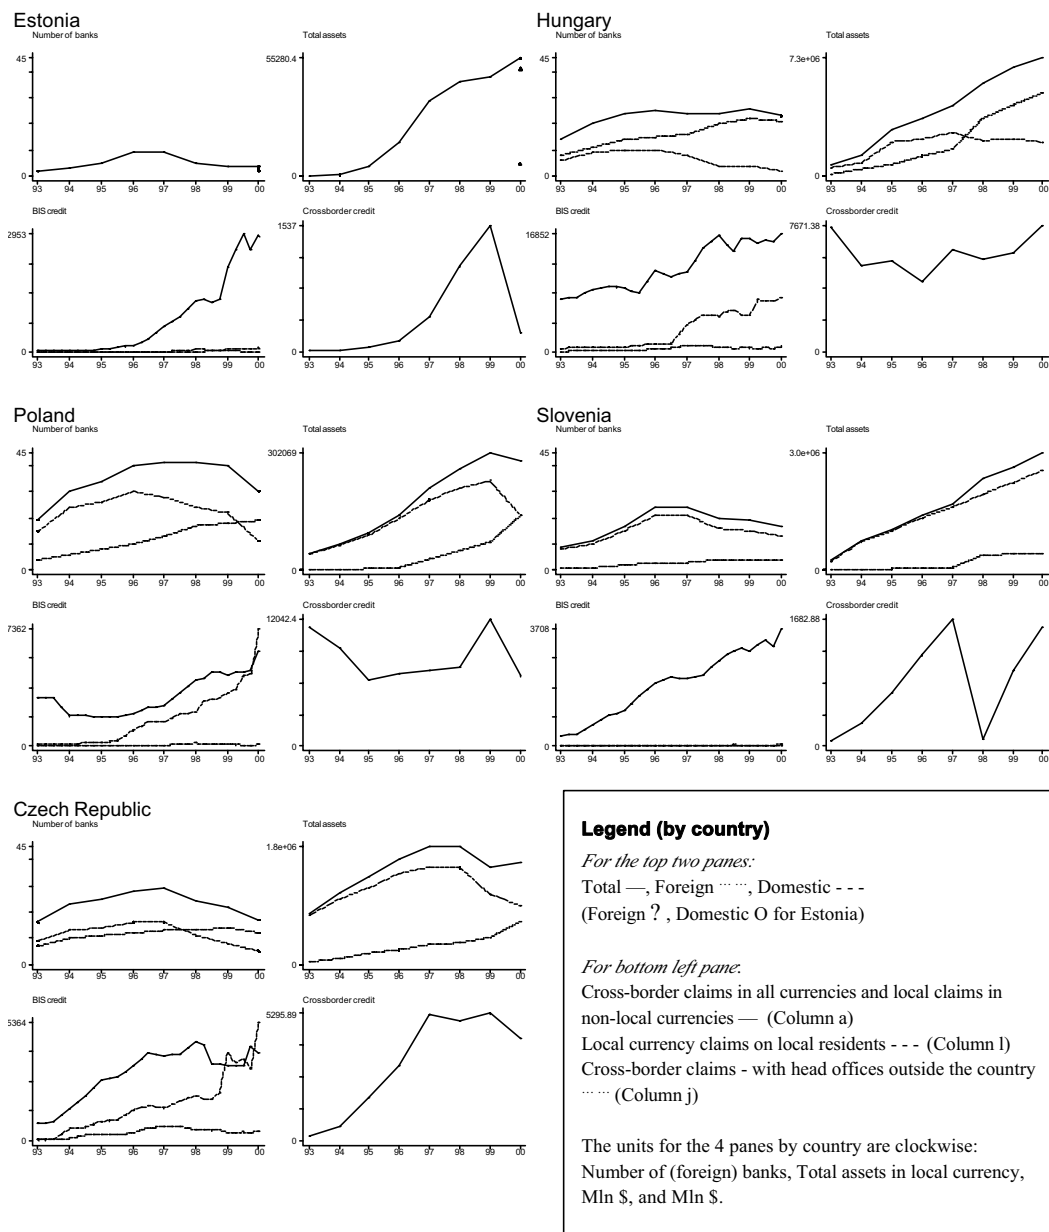 Estonia
Number of banks
45
0
93 94 95 96 97 98 99 00
Total assets
55280.4
0
93 94 95 96 97 98 99 00
BIS credit
2953
0
93 94 95 96 97 98 99 00
Crossborder credit
1537
0
93 94 95 96 97 98 99 00
Hungary
Number of banks
45
0
93 94 95 96 97 98 99 00
Total assets
7.3e+06
0
93 94 95 96 97 98 99 00
BIS credit
16852
0
93 94 95 96 97 98 99 00
Crossborder credit
7671.38
0
93 94 95 96 97 98 99 00
Poland
Number of banks
45
0
93 94 95 96 97 98 99 00
Total assets
302069
0
93 94 95 96 97 98 99 00
BIS credit
7362
0
93 94 95 96 97 98 99 00
Crossborder credit
12042.4
0
93 94 95 96 97 98 99 00
Slovenia
Number of banks
45
0
93 94 95 96 97 98 99 00
Total assets
3.0e+06
0
93 94 95 96 97 98 99 00
BIS credit
3708
0
93 94 95 96 97 98 99 00
Crossborder credit
1682.88
0
93 94 95 96 97 98 99 00
Czech Republic
Number of banks
45
0
93 94 95 96 97 98 99 00
Total assets
1.8e+06
0
93 94 95 96 97 98 99 00
BIS credit
5364
0
93 94 95 96 97 98 99 00
Crossborder credit
5295.89
0
93 94 95 96 97 98 99 00
Legend (by country)
For the top two panes:
Total —, Foreign ... ..., Domestic - - -
(Foreign ? , Domestic O for Estonia)
For bottom left pane:
Cross-border claims in all currencies and local claims in
non-local currencies — (Column a)
Local currency claims on local residents - - - (Column l)
Cross-border claims - with head offices outside the country
... ... (Column j)
The units for the 4 panes by country are clockwise:
Number of (foreign) banks, Total assets in local currency,
Mln $, and Mln $.